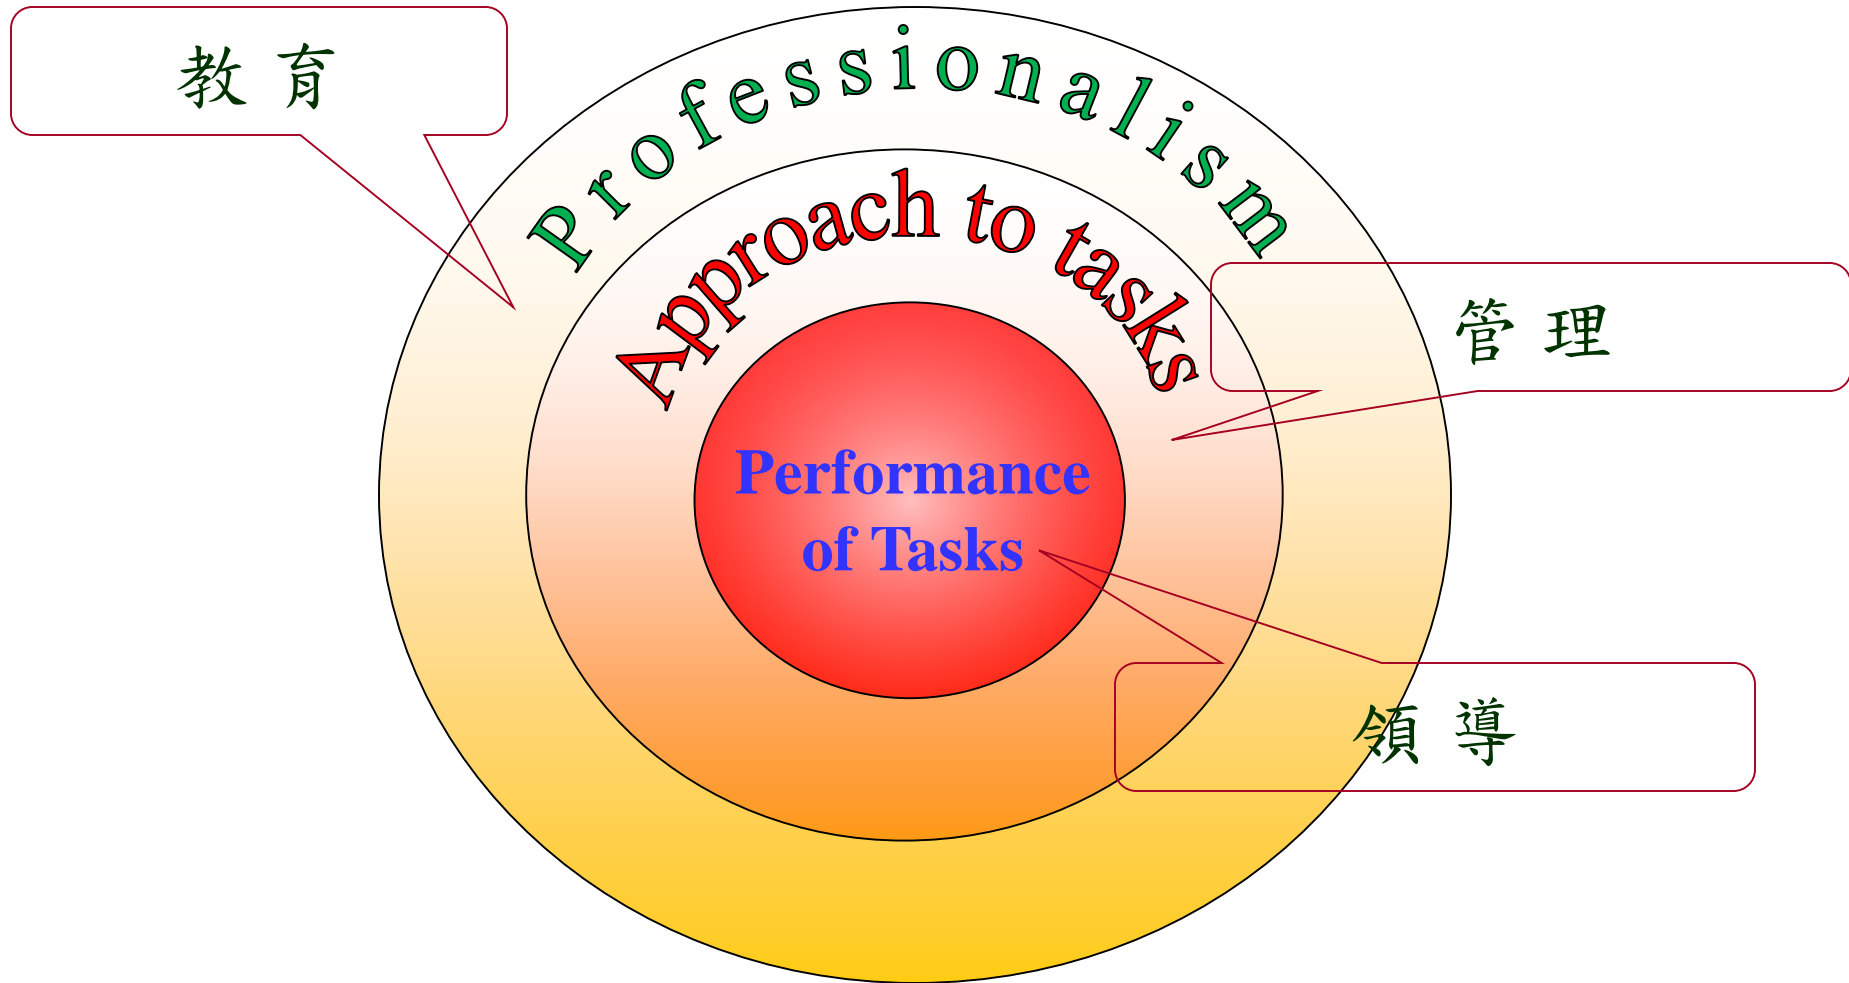 教 育
Professionalism
Approach to tasks
管 理
Performance
of Tasks
領 導